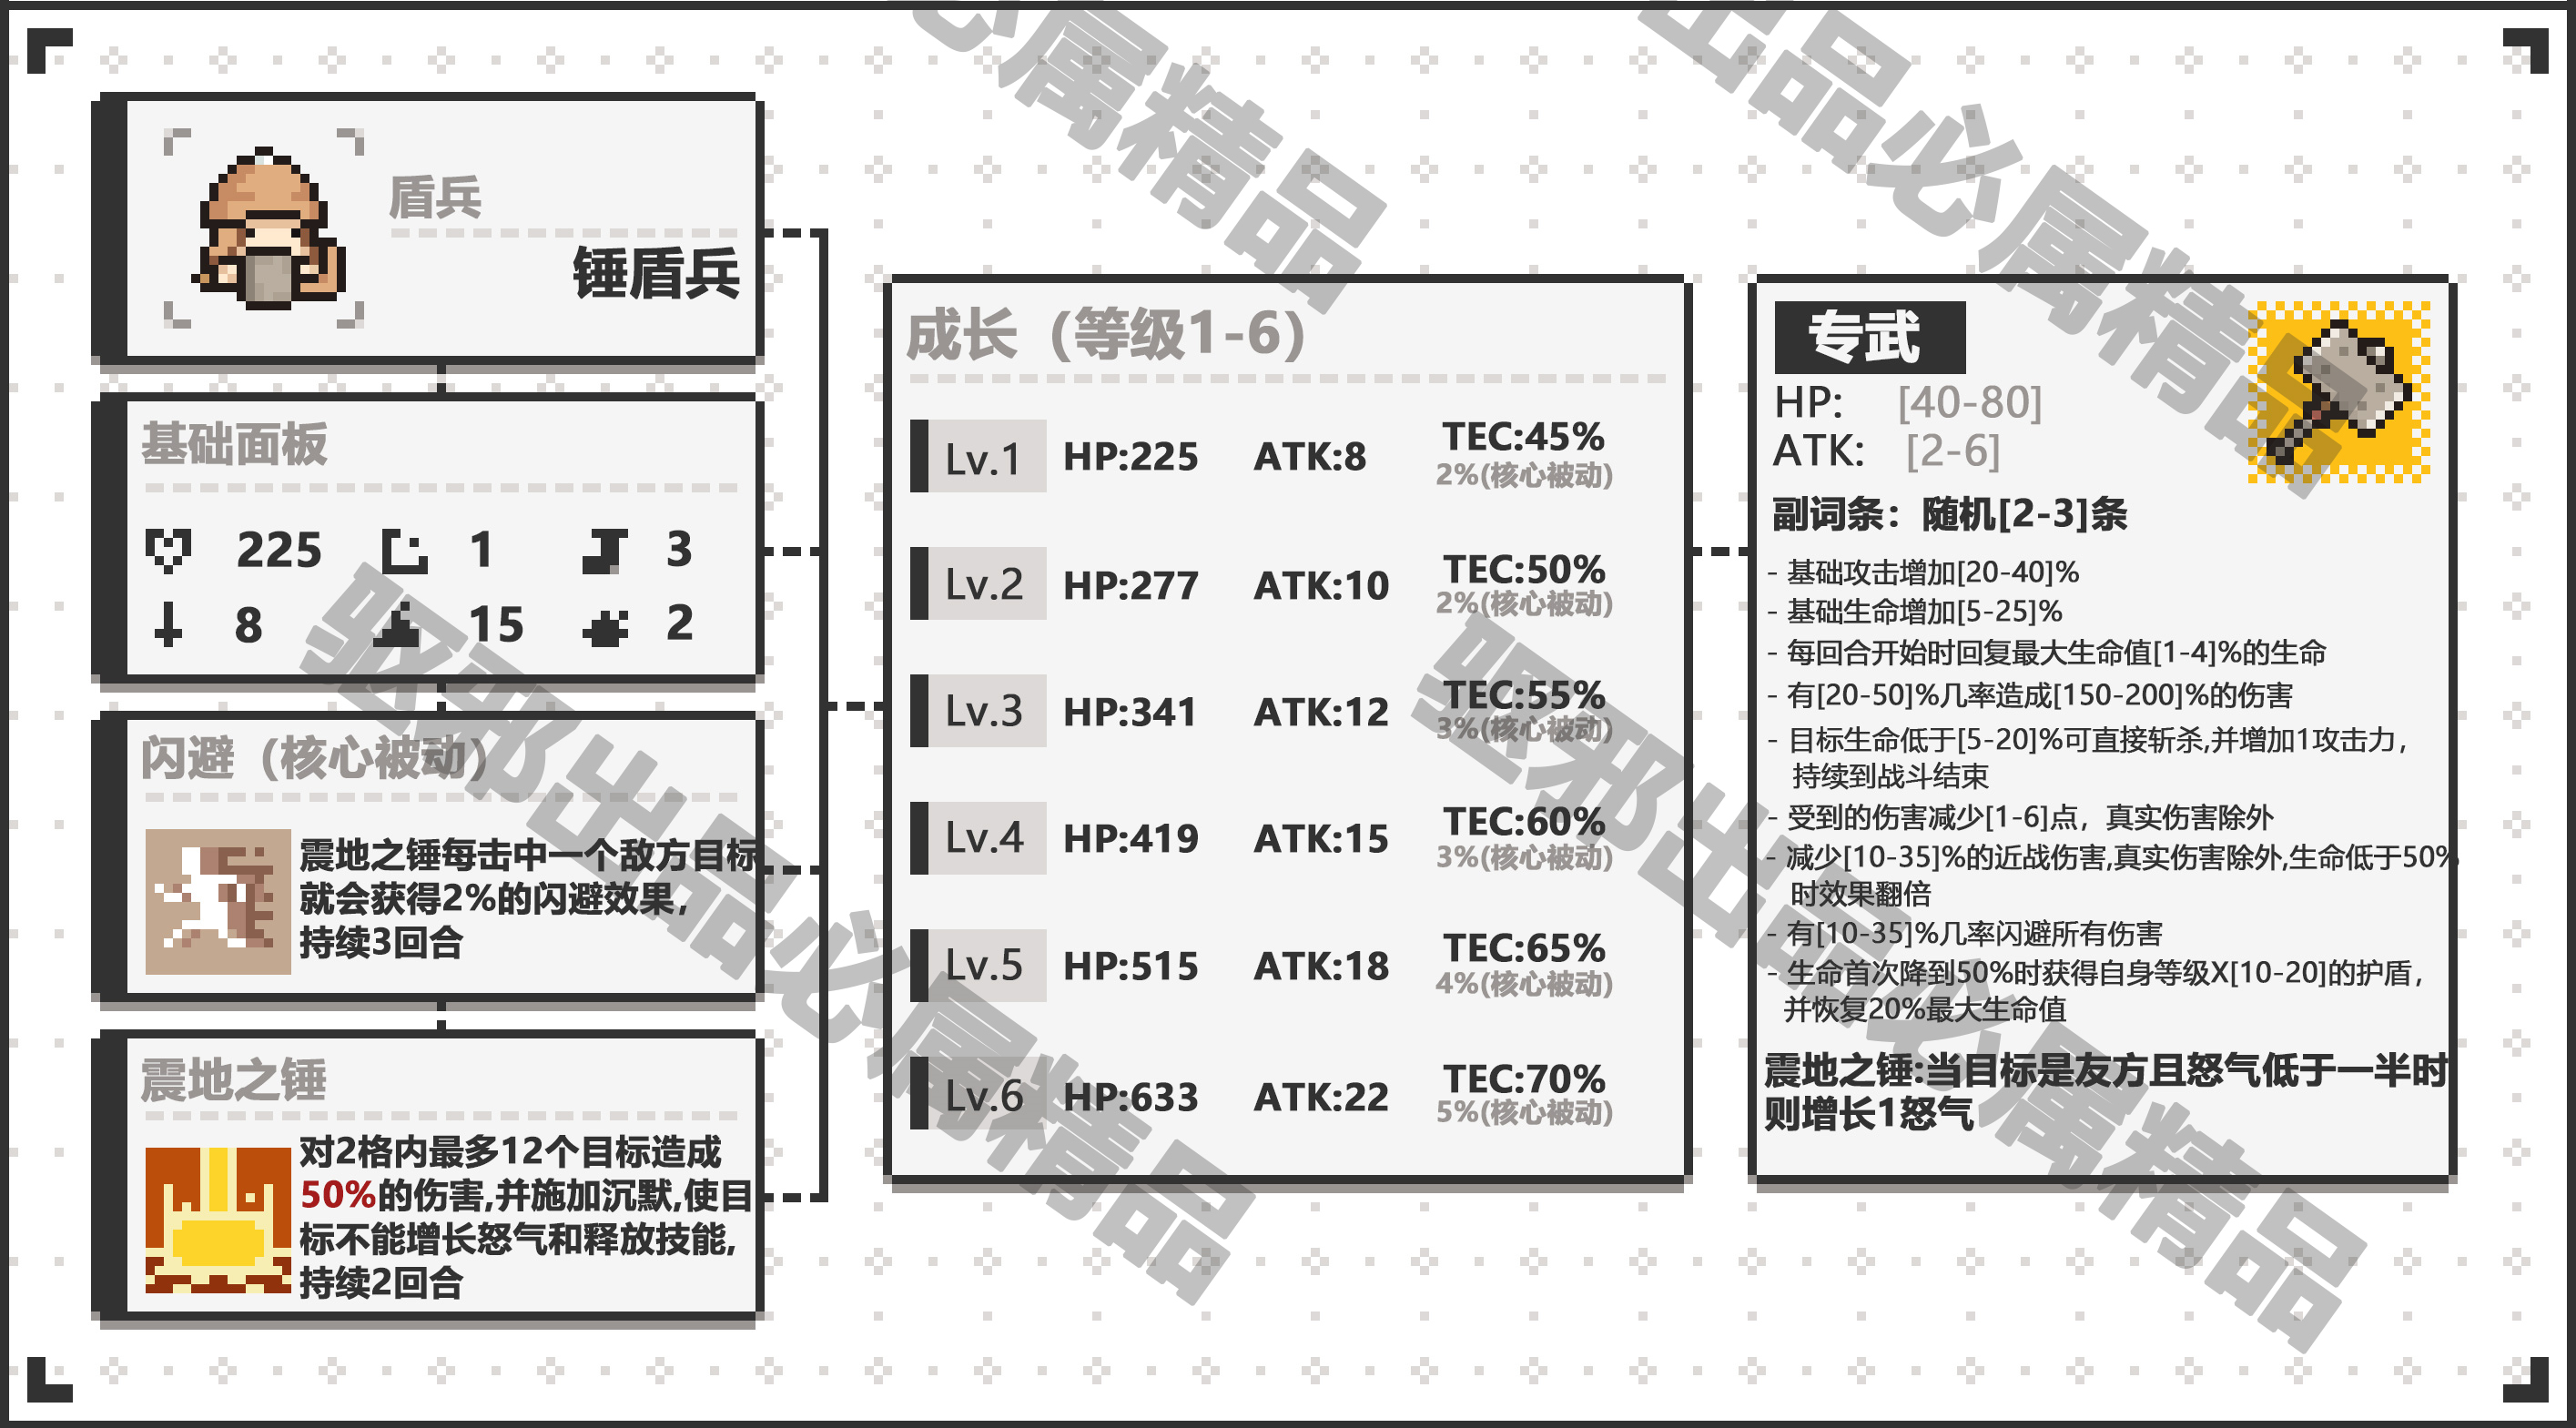 盾兵
锤盾兵
基础面板
225
1
3
8
15
2
闪避（核心被动）
震地之锤每击中一个敌方目标
就会获得2%的闪避效果，
持续3回合
震地之锤
对2格内最多12个目标造成
50%的伤害,并施加沉默,使目
标不能增长怒气和释放技能,
持续2回合
成长（等级1-6）
Lv.1 HP:225 ATK:8 TEC:45%
2%(核心被动)
Lv.2 HP:277 ATK:10 TEC:50%
2%(核心被动)
Lv.3 HP:341 ATK:12 TEC:55%
3%(核心被动)
Lv.4 HP:419 ATK:15 TEC:60%
3%(核心被动)
Lv.5 HP:515 ATK:18 TEC:65%
4%(核心被动)
Lv.6 HP:633 ATK:22 TEC:70%
5%(核心被动)
专武
HP: [40-80]
ATK: [2-6]
副词条：随机[2-3]条
- 基础攻击增加[20-40]%
- 基础生命增加[5-25]%
- 每回合开始时回复最大生命值[1-4]%的生命
- 有[20-50]%几率造成[150-200]%的伤害
- 目标生命低于[5-20]%可直接斩杀,并增加1攻击力，
持续到战斗结束
- 受到的伤害减少[1-6]点，真实伤害除外
- 减少[10-35]%的近战伤害,真实伤害除外,生命低于50%
时效果翻倍
- 有[10-35]%几率闪避所有伤害
- 生命首次降到50%时获得自身等级X[10-20]的护盾，
并恢复20%最大生命值
震地之锤:当目标是友方且怒气低于一半时
则增长1怒气
必属精品
出品必属精品
驱邪出品必属精品
驱邪出品必属精品